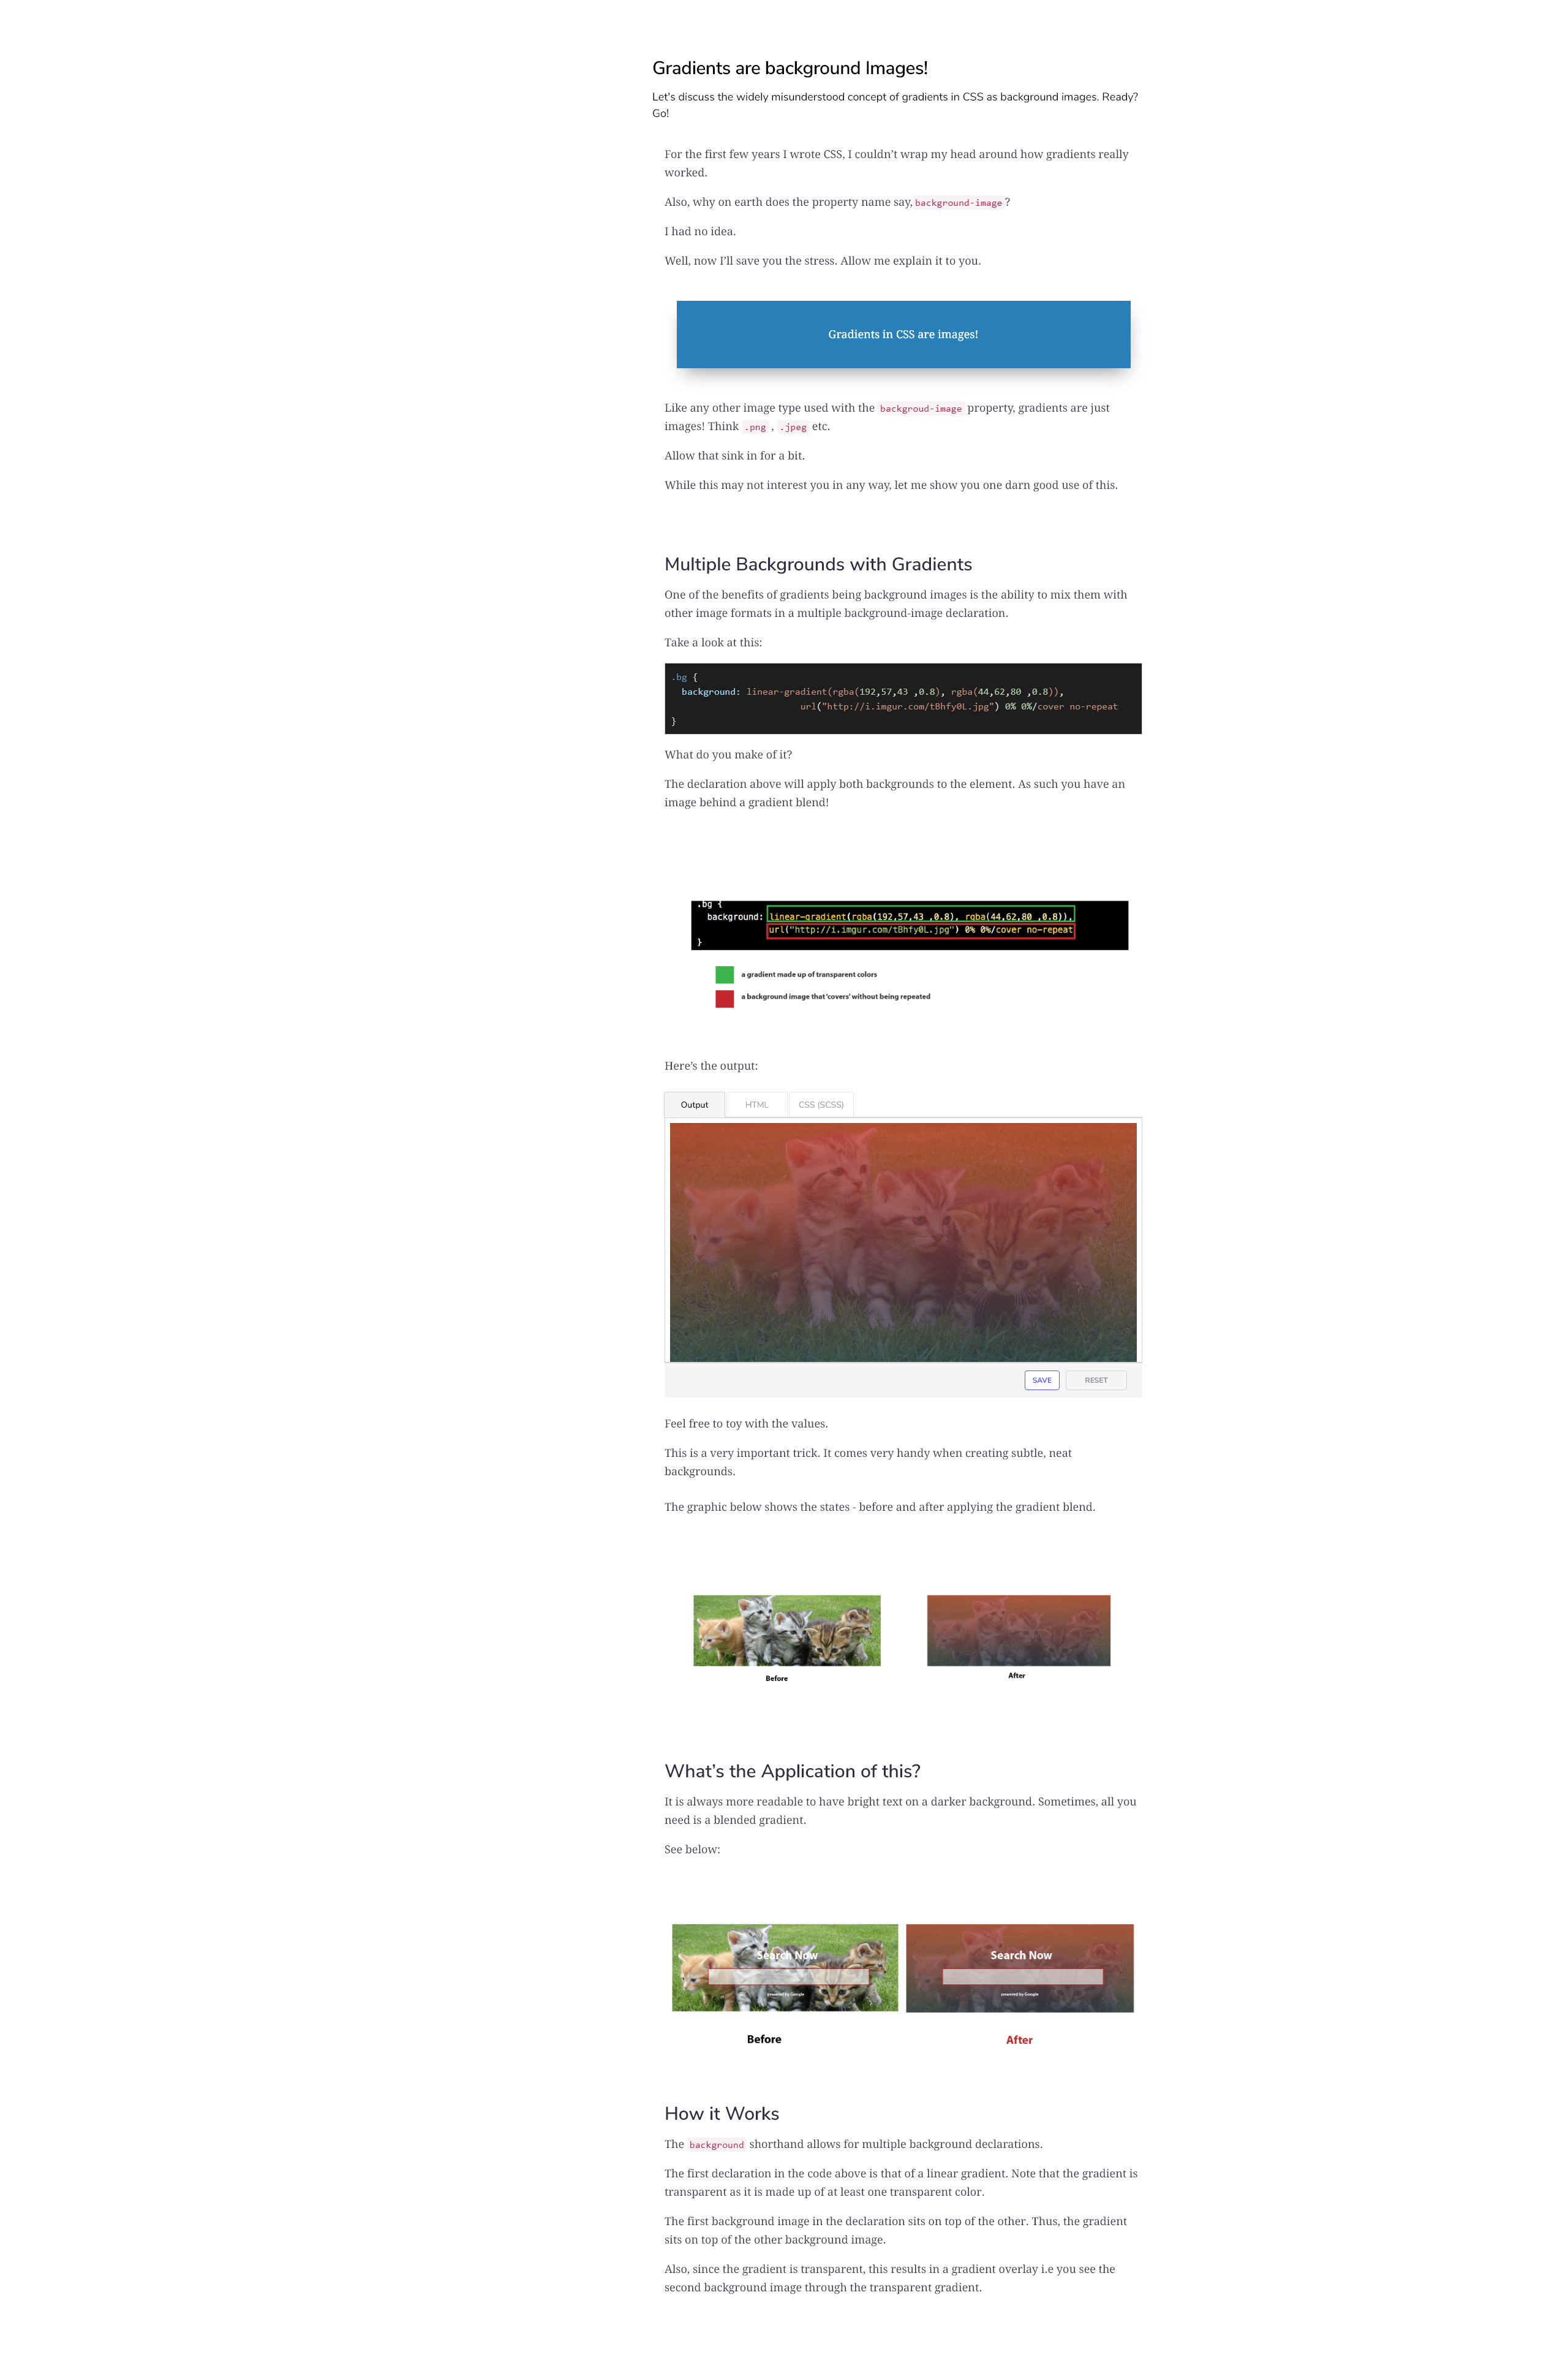 Gradients are background Images!
Let's discuss the widely misunderstood concept of gradients in CSS as background images. Ready?
Go!
For the first few years I wrote CSS, I couldn’t wrap my head around how gradients really
worked.
Also, why on earth does the property name say, background-image ?
I had no idea.
Well, now I’ll save you the stress. Allow me explain it to you.
Gradients in CSS are images!
Like any other image type used with the backgroud-image property, gradients are just
images! Think .png , .jpeg etc.
Allow that sink in for a bit.
While this may not interest you in any way, let me show you one darn good use of this.
Multiple Backgrounds with Gradients
One of the benefits of gradients being background images is the ability to mix them with
other image formats in a multiple background-image declaration.
Take a look at this:
.bg {
background: linear-gradient(rgba(192,57,43 ,0.8), rgba(44,62,80 ,0.8)),
url("http://i.imgur.com/tBhfy0L.jpg") 0% 0%/cover no-repeat
}
What do you make of it?
The declaration above will apply both backgrounds to the element. As such you have an
image behind a gradient blend!
.bg {
background: linear-gradient(rgba(192,57,43 ,0.8), rgba(44,62,80 ,0.8)),
url("http://i.imgur.com/tBhfy0L.jpg") 0% 0%/cover no-repeat
}
a gradient made up of transparent colors
a background image that ‘covers’ without being repeated
Here’s the output:
Output HTML CSS (SCSS)
SAVE RESET
Feel free to toy with the values.
This is a very important trick. It comes very handy when creating subtle, neat
backgrounds.
The graphic below shows the states - before and after applying the gradient blend.
Before After
What’s the Application of this?
It is always more readable to have bright text on a darker background. Sometimes, all you
need is a blended gradient.
See below:
Search Now Search Now
powered by Google powered by Google
Before After
How it Works
The background shorthand allows for multiple background declarations.
The first declaration in the code above is that of a linear gradient. Note that the gradient is
transparent as it is made up of at least one transparent color.
The first background image in the declaration sits on top of the other. Thus, the gradient
sits on top of the other background image.
Also, since the gradient is transparent, this results in a gradient overlay i.e you see the
second background image through the transparent gradient.